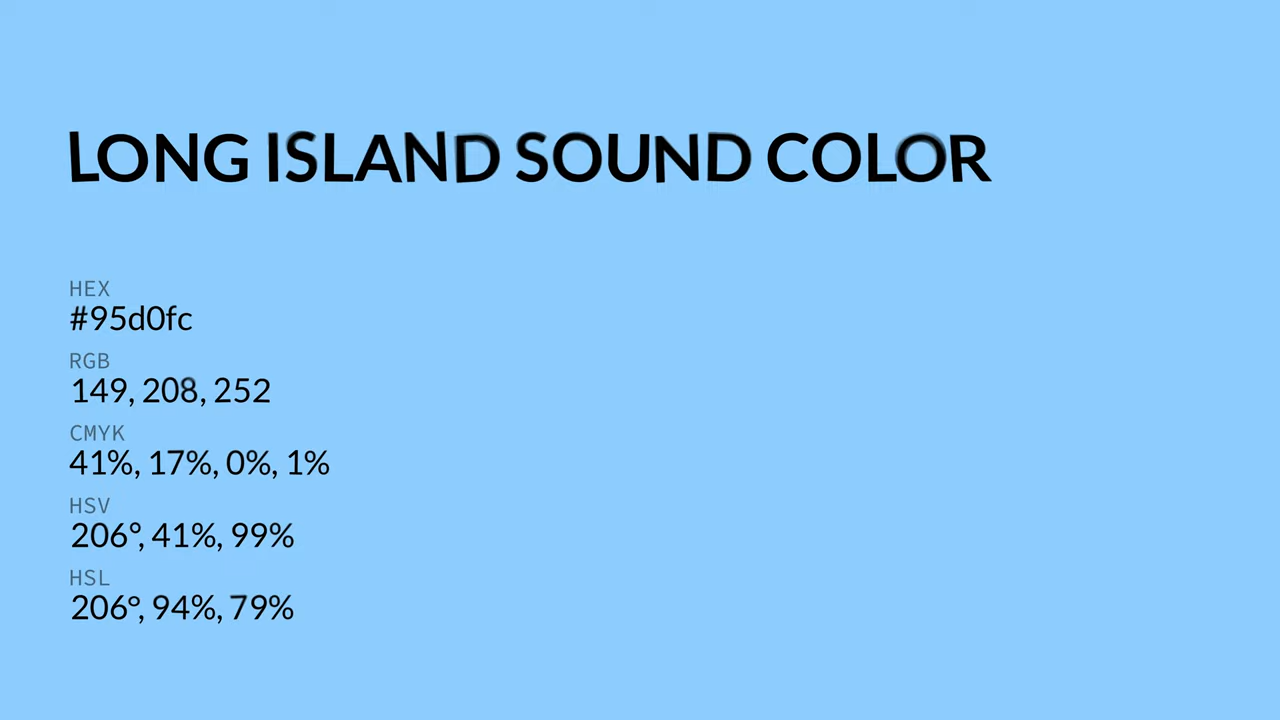 LONG ISLAND SOUND COLOR
HEX
#95d0fc
RGB
149, 208, 252
CMYK
41%, 17%, 0%, 1%
HSV
206°, 41%, 99%
HSL
206°, 94%, 79%